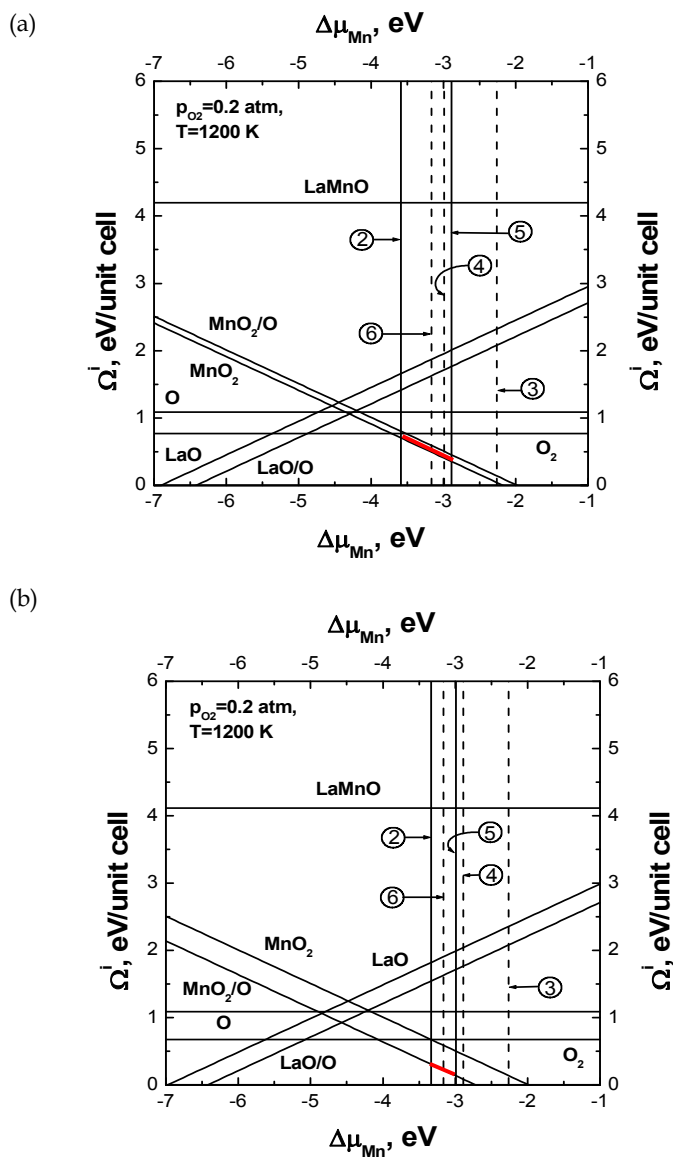 (a)
Δμ_Mn, eV
-7 -6 -5 -4 -3 -2 -1
6 6
p_O2=0.2 atm,
T=1200 K
5 5
LaMnO
4 4
② ⑤
④
3 3
Ω^i, eV/unit cell Ω^i, eV/unit cell
MnO₂/O
⑥
2 2
MnO₂
③
O
1 1
LaO LaO/O O₂
0 0
-7 -6 -5 -4 -3 -2 -1
Δμ_Mn, eV
(b)
Δμ_Mn, eV
-7 -6 -5 -4 -3 -2 -1
6 6
p_O2=0.2 atm,
T=1200 K
5 5
LaMnO
4 4
② ⑤
④
3 3
⑥
Ω^i, eV/unit cell Ω^i, eV/unit cell
MnO₂
LaO
2 2
MnO₂/O
③
1 1
O
LaO/O O₂
0 0
-7 -6 -5 -4 -3 -2 -1
Δμ_Mn, eV